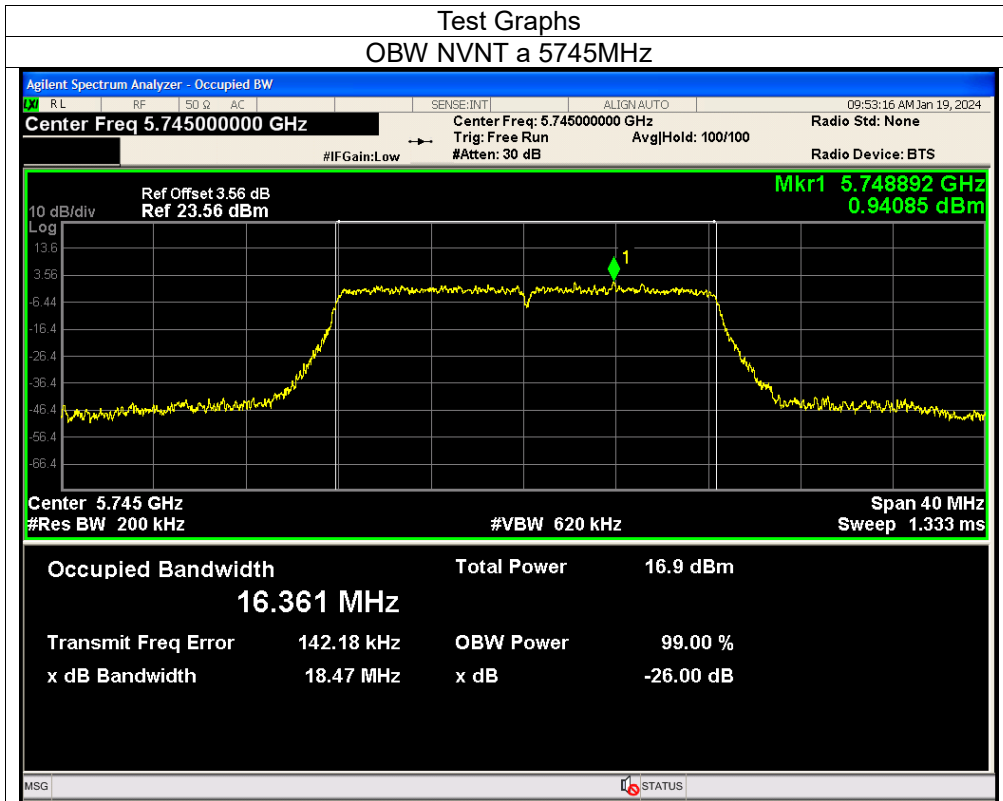 Test Graphs
OBW NVNT a 5745MHz
Agilent Spectrum Analyzer - Occupied BW
LXI RL RF 50 Ω AC SENSE:INT ALIGN AUTO 09:53:16 AM Jan 19, 2024
Center Freq 5.745000000 GHz Center Freq: 5.745000000 GHz Radio Std: None
Trig: Free Run Avg|Hold: 100/100
#IFGain:Low #Atten: 30 dB Radio Device: BTS
Mkr1 5.748892 GHz
Ref Offset 3.56 dB
10 dB/div Ref 23.56 dBm 0.94085 dBm
Log
13.6
1
3.56
-6.44
-16.4
-26.4
-36.4
-46.4
-56.4
-66.4
Center 5.745 GHz Span 40 MHz
#Res BW 200 kHz #VBW 620 kHz Sweep 1.333 ms
Occupied Bandwidth Total Power 16.9 dBm
16.361 MHz
Transmit Freq Error 142.18 kHz OBW Power 99.00 %
x dB Bandwidth 18.47 MHz x dB -26.00 dB
MSG STATUS